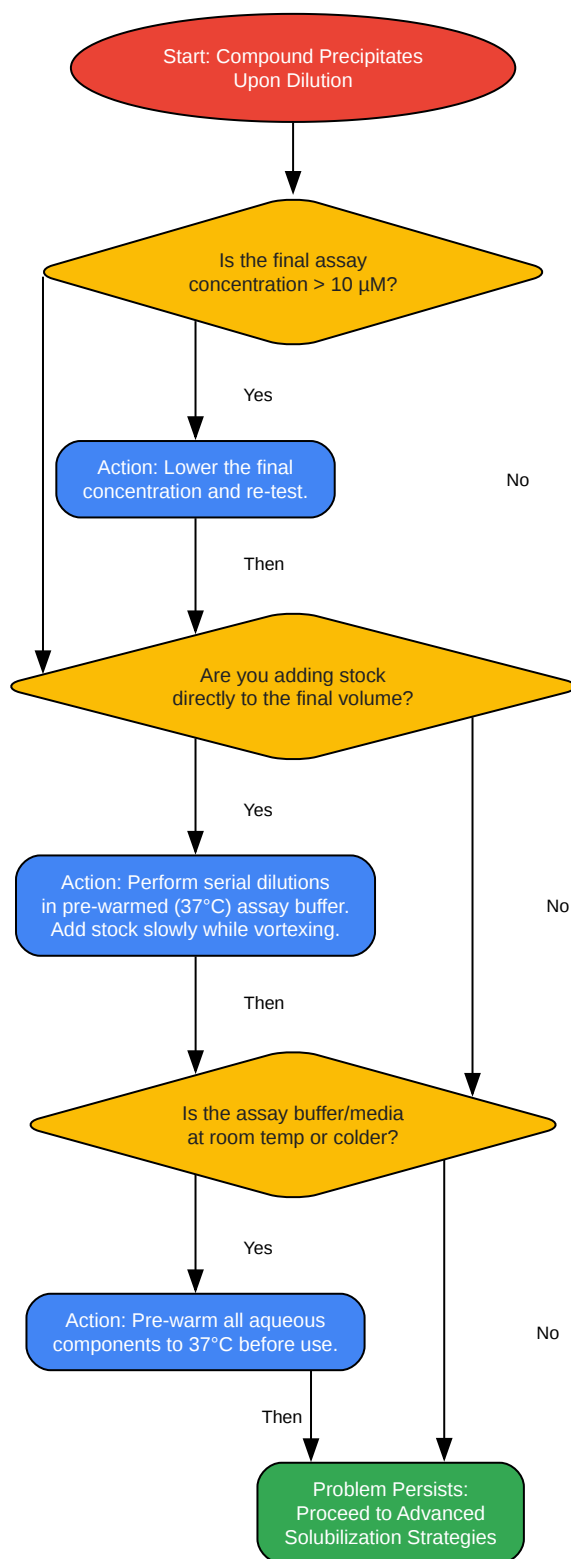 Start: Compound Precipitates
Upon Dilution
Is the final assay
concentration > 10 µM?
Yes
Action: Lower the final
concentration and re-test.
No
Then
Are you adding stock
directly to the final volume?
Yes
Action: Perform serial dilutions
in pre-warmed (37°C) assay buffer.
Add stock slowly while vortexing.
No
Then
Is the assay buffer/media
at room temp or colder?
Yes
Action: Pre-warm all aqueous
components to 37°C before use.
No
Then
Problem Persists:
Proceed to Advanced
Solubilization Strategies